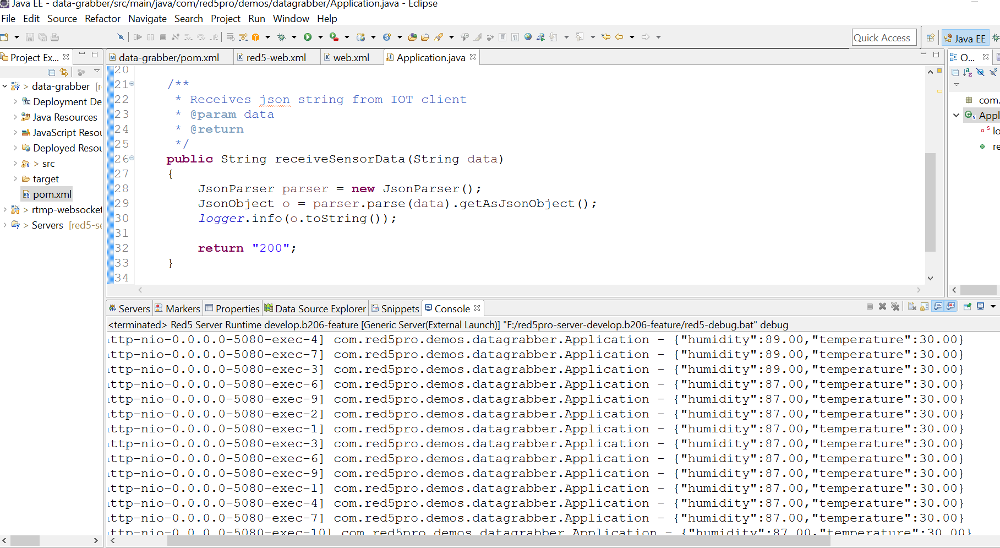 Java EE - data-grabber/src/main/java/com/red5pro/demos/datagrabber/Application.java - Eclipse
File Edit Source Refactor Navigate Search Project Run Window Help
Quick Access
Java EE
Project Ex...
data-grabber/pom.xml
red5-web.xml
web.xml
Application.java
O...
> data-grabber [r
Deployment De
Java Resources
JavaScript Resou
Deployed Resou
> src
target
pom.xml
> rtmp-websocket
Servers [red5-se
20
21 /**
22 * Receives json string from IOT client
23 * @param data
24 * @return
25 */
26 public String receiveSensorData(String data)
27 {
28 JsonParser parser = new JsonParser();
29 JsonObject o = parser.parse(data).getAsJsonObject();
30 logger.info(o.toString());
31
32 return "200";
33 }
34
com.
Appl
lo
re
Servers Markers Properties Data Source Explorer Snippets Console
<terminated> Red5 Server Runtime develop.b206-feature [Generic Server(External Launch)] "F:/red5pro-server-develop.b206-feature/red5-debug.bat" debug
ttp-nio-0.0.0.0-5080-exec-4] com.red5pro.demos.datagrabber.Application - {"humidity":89.00,"temperature":30.00}
ttp-nio-0.0.0.0-5080-exec-7] com.red5pro.demos.datagrabber.Application - {"humidity":89.00,"temperature":30.00}
ttp-nio-0.0.0.0-5080-exec-3] com.red5pro.demos.datagrabber.Application - {"humidity":89.00,"temperature":30.00}
ttp-nio-0.0.0.0-5080-exec-6] com.red5pro.demos.datagrabber.Application - {"humidity":87.00,"temperature":30.00}
ttp-nio-0.0.0.0-5080-exec-9] com.red5pro.demos.datagrabber.Application - {"humidity":87.00,"temperature":30.00}
ttp-nio-0.0.0.0-5080-exec-2] com.red5pro.demos.datagrabber.Application - {"humidity":87.00,"temperature":30.00}
ttp-nio-0.0.0.0-5080-exec-1] com.red5pro.demos.datagrabber.Application - {"humidity":87.00,"temperature":30.00}
ttp-nio-0.0.0.0-5080-exec-3] com.red5pro.demos.datagrabber.Application - {"humidity":87.00,"temperature":30.00}
ttp-nio-0.0.0.0-5080-exec-6] com.red5pro.demos.datagrabber.Application - {"humidity":87.00,"temperature":30.00}
ttp-nio-0.0.0.0-5080-exec-9] com.red5pro.demos.datagrabber.Application - {"humidity":87.00,"temperature":30.00}
ttp-nio-0.0.0.0-5080-exec-1] com.red5pro.demos.datagrabber.Application - {"humidity":87.00,"temperature":30.00}
ttp-nio-0.0.0.0-5080-exec-4] com.red5pro.demos.datagrabber.Application - {"humidity":87.00,"temperature":30.00}
ttp-nio-0.0.0.0-5080-exec-7] com.red5pro.demos.datagrabber.Application - {"humidity":87.00,"temperature":30.00}
ttp-nio-0.0.0.0-5080-exec-10] com.red5pro.demos.datagrabber.Application - {"humidity":87.00,"temperature":30.00}